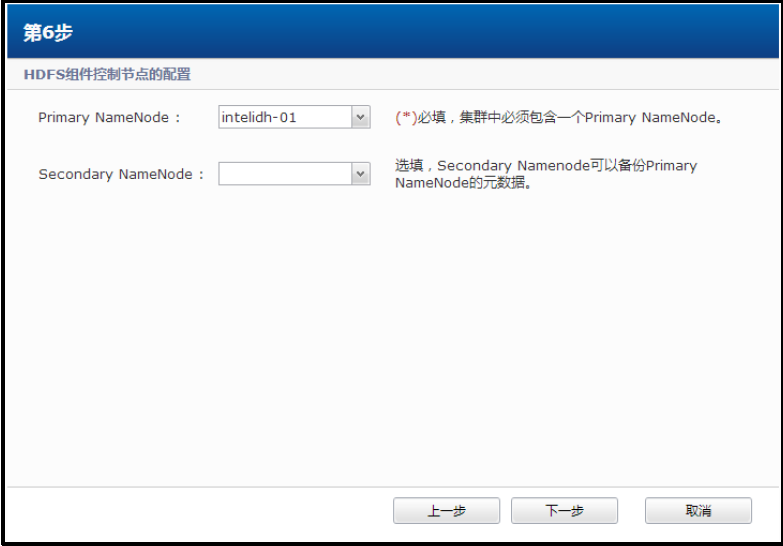 第6步
HDFS组件控制节点的配置
Primary NameNode：
intelidh-01
(*)必填，集群中必须包含一个Primary NameNode。
Secondary NameNode：
选填，Secondary Namenode可以备份Primary
NameNode的元数据。
上一步
下一步
取消